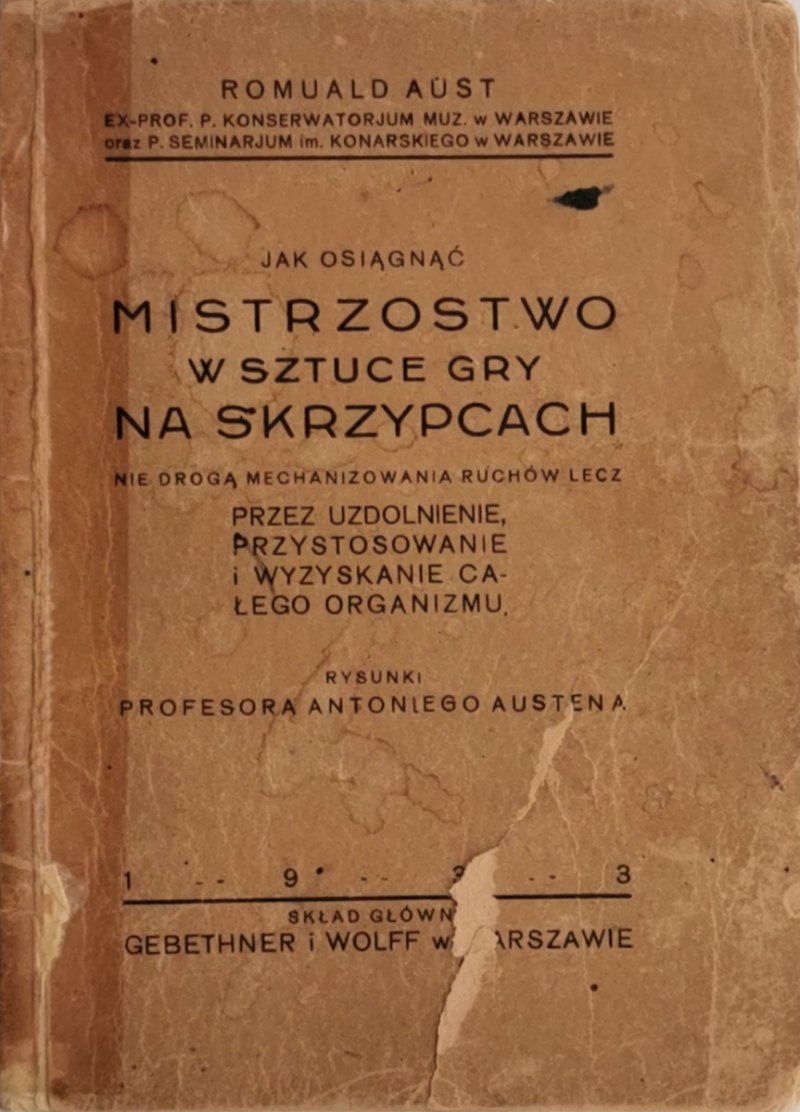 ROMUALD AUST
EX-PROF. P. KONSERWATORJUM MUZ. w WARSZAWIE
oraz P. SEMINARJUM im. KONARSKIEGO w WARSZAWIE
JAK OSIĄGNĄĆ
MISTRZOSTWO
W SZTUCE GRY
NA SKRZYPCACH
NIE DROGĄ MECHANIZOWANIA RUCHÓW LECZ
PRZEZ UZDOLNIENIE,
PRZYSTOSOWANIE
i WYZYSKANIE CA-
ŁEGO ORGANIZMU.
RYSUNKI
PROFESORA ANTONIEGO AUSTENA
1 -- 9 -- -- 3
SKŁAD GŁÓWN
GEBETHNER i WOLFF w ARSZAWIE